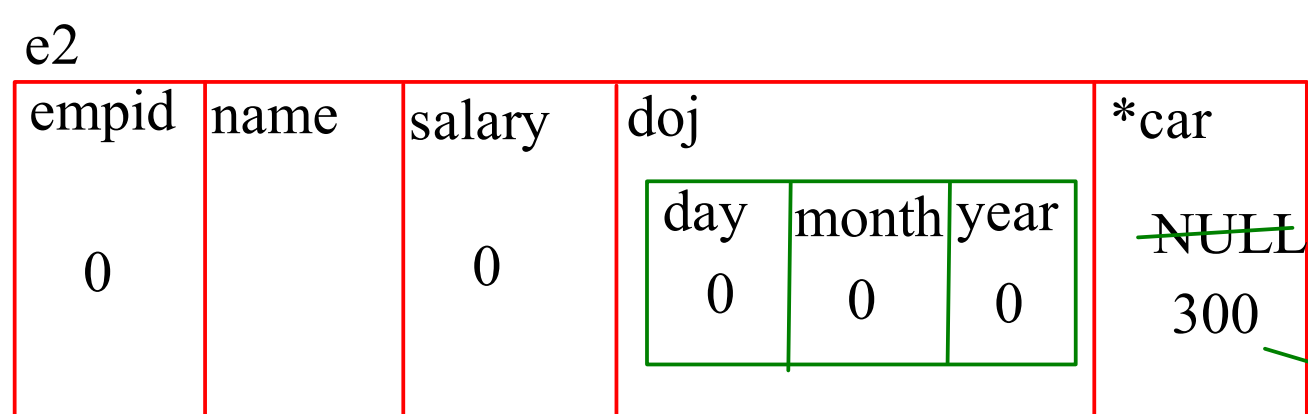 e2
empid name salary doj *car
day month year
NULL
0 0 0 0 0 300